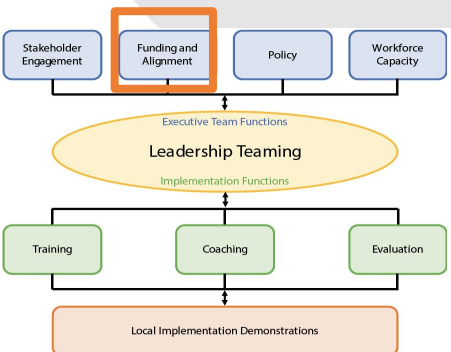 Stakeholder
Engagement
Funding and
Alignment
Policy
Workforce
Capacity
Executive Team Functions
Leadership Teaming
Implementation Functions
Training
Coaching
Evaluation
Local Implementation Demonstrations